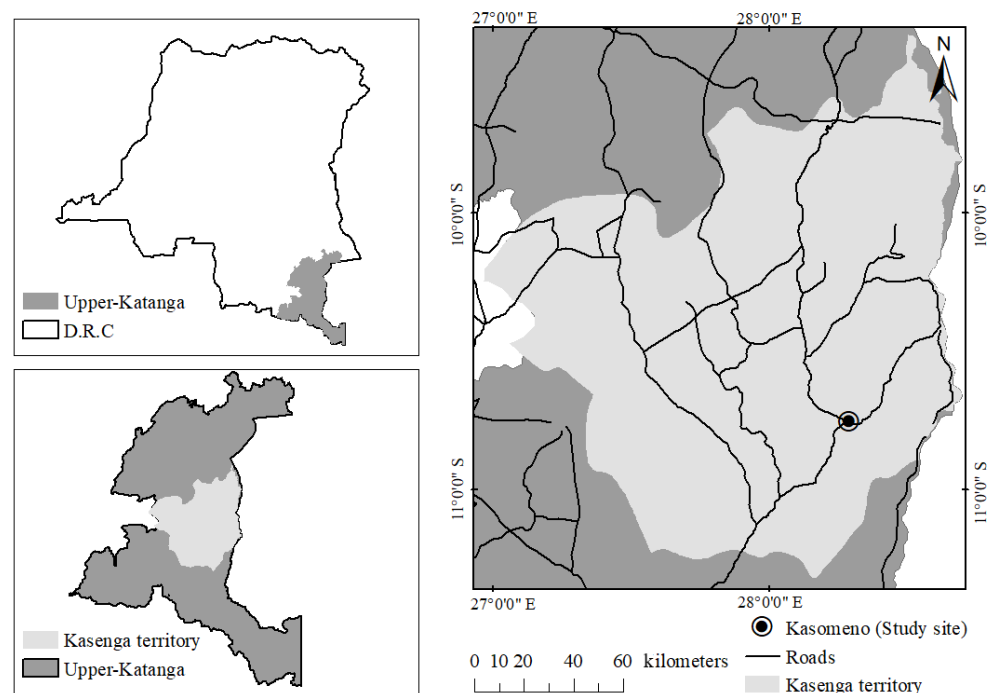 Upper-Katanga
D.R.C
Kasenga territory
Upper-Katanga
27°0'0" E
28°0'0" E
N
10°0'0" S
10°0'0" S
11°0'0" S
11°0'0" S
27°0'0" E
28°0'0" E
Kasomeno (Study site)
Roads
Kasenga territory
0 10 20 40 60 kilometers